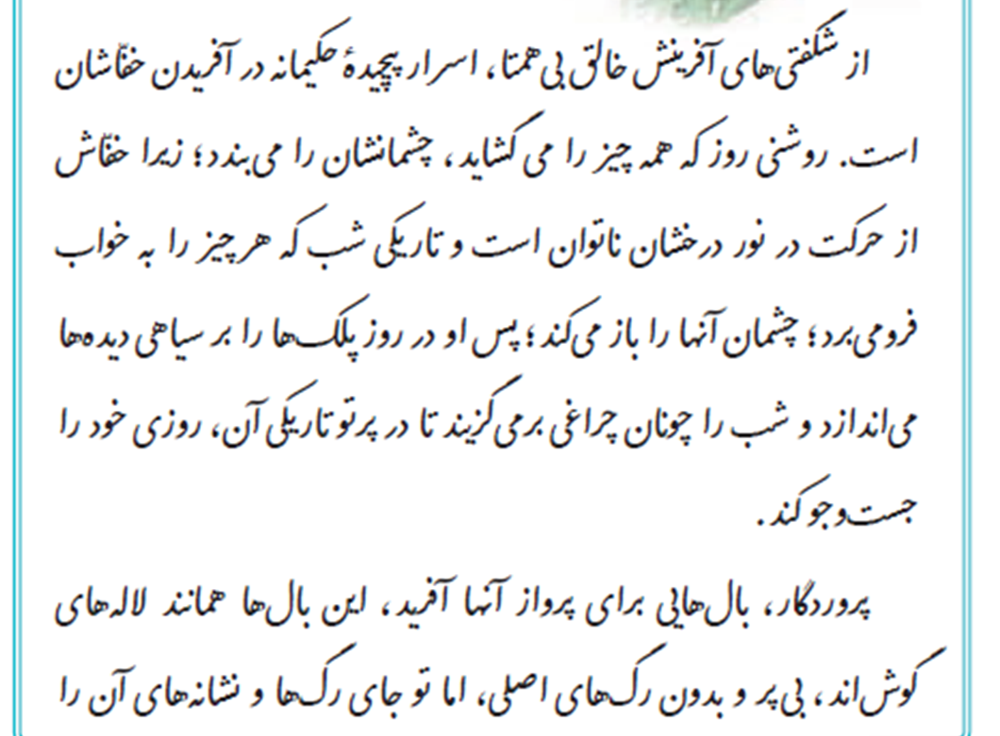 از شگفتی‌های آفرینش خالق بی‌همتا، اسرار پیچیدهٔ حکیمانه در آفریدن خفّاشان
است. روشنی روز که همه چیز را می‌گشاید، چشمانشان را می‌بندد؛ زیرا خفّاش
از حرکت در نور درخشان ناتوان است و تاریکی شب که هر چیز را به خواب
فرومی‌برد؛ چشمان آنها را باز می‌کند؛ پس او در روز پلک‌ها را بر سیاهی دیده‌ها
می‌اندازد و شب را چونان چراغی برمی‌گزیند تا در پرتو تاریکی آن، روزی خود را
جست‌وجو کند.
پروردگار، بال‌هایی برای پرواز آنها آفرید، این بال‌ها همانند لاله‌های
گوش‌اند، بی‌پر و بدون رگ‌های اصلی، اما تو جای رگ‌ها و نشانه‌های آن را